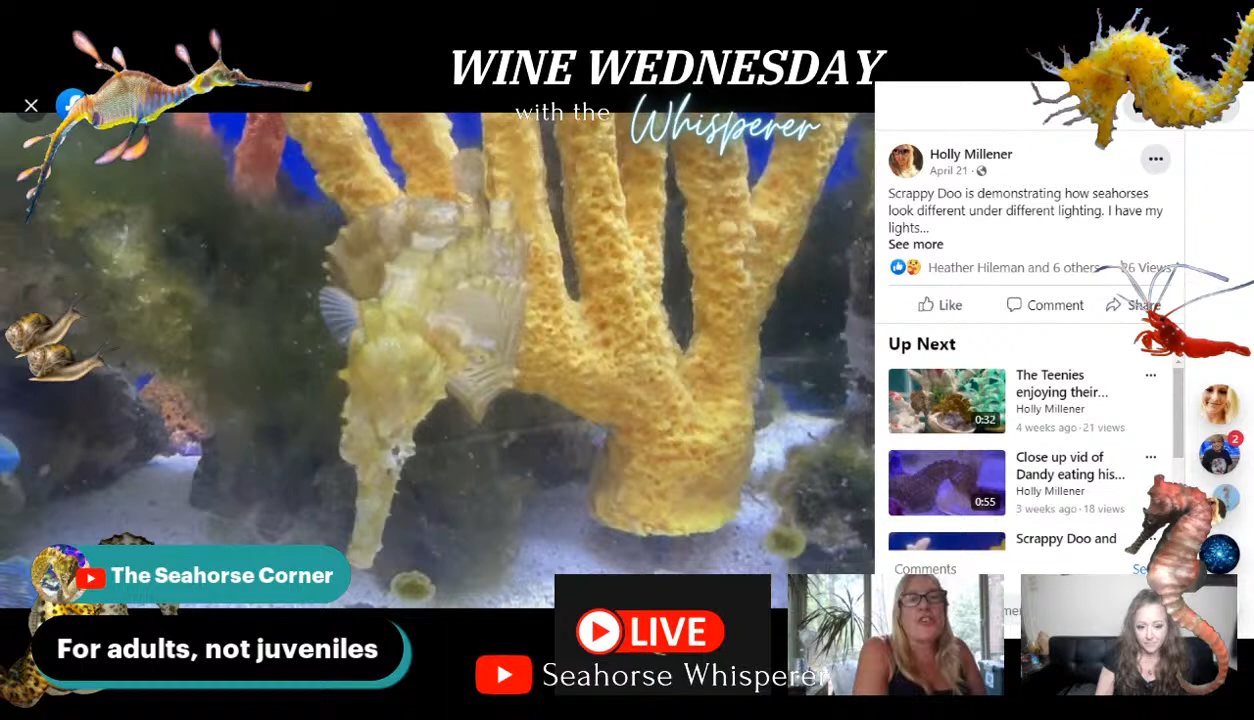 WINE WEDNESDAY
with the Whisperer
Holly Millener
April 21
Scrappy Doo is demonstrating how seahorses
look different under different lighting. I have my
lights...
See more
Heather Hileman and 6 others
26 Views
Like
Comment
Share
Up Next
The Teenies
enjoying their...
Holly Millener
4 weeks ago · 21 views
0:32
Close up vid of
Dandy eating his...
Holly Millener
3 weeks ago · 18 views
0:55
Scrappy Doo and
Comments
2
The Seahorse Corner
For adults, not juveniles
LIVE
Seahorse Whisperer